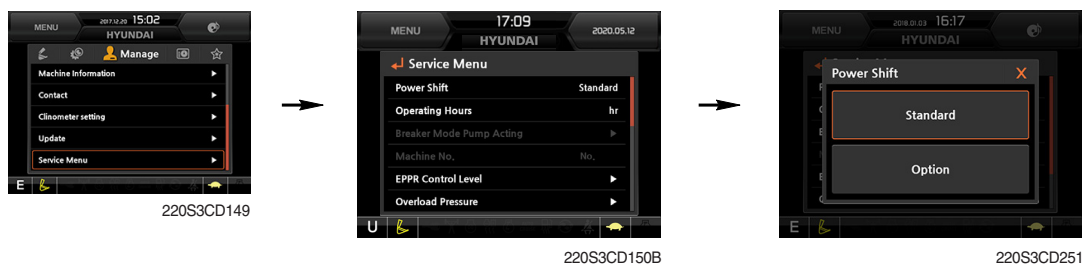 MENU 2017.12.20 15:02
HYUNDAI
Manage
Machine Information
Contact
Clinometer setting
Update
Service Menu
E
220S3CD149
MENU 17:09 2020.05.12
HYUNDAI
Service Menu
Power Shift Standard
Operating Hours hr
Breaker Mode Pump Acting
Machine No. No.
EPPR Control Level
Overload Pressure
U
220S3CD150B
MENU 2018.01.03 16:17
HYUNDAI
Power Shift X
Standard
Option
E
220S3CD251